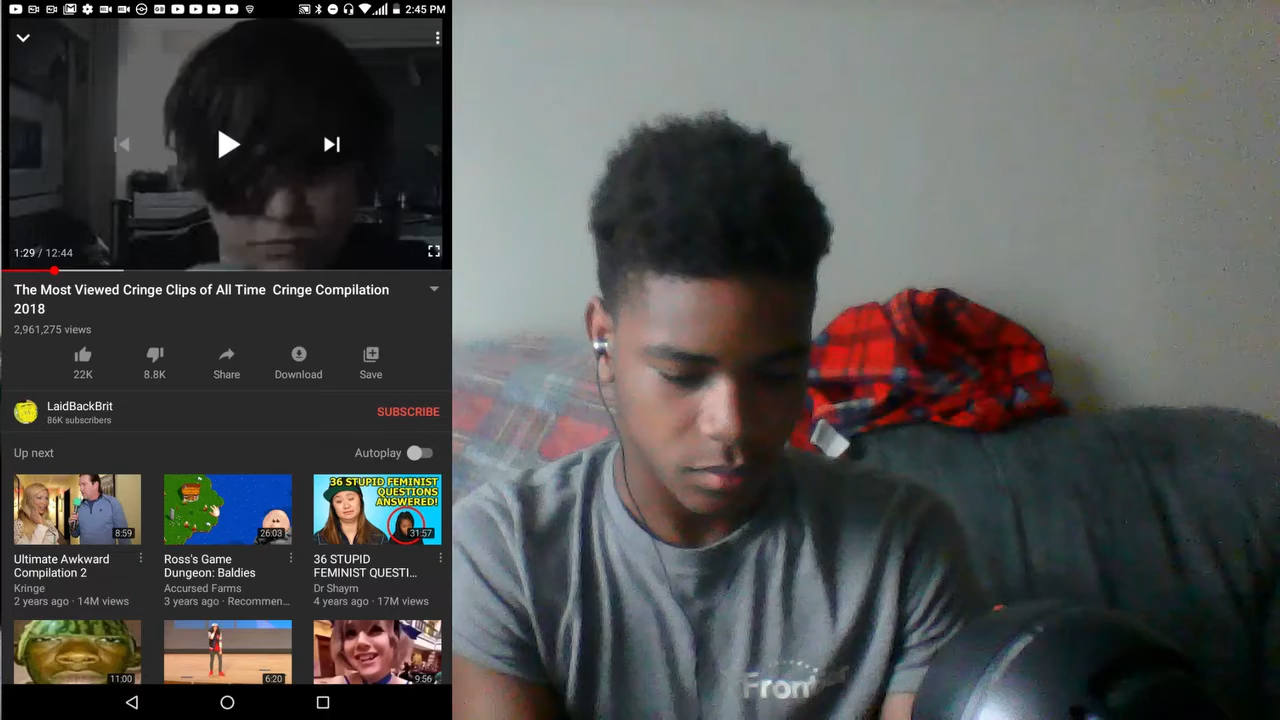 2:45 PM
1:29 / 12:44
The Most Viewed Cringe Clips of All Time Cringe Compilation
2018
2,961,275 views
22K
8.8K
Share
Download
Save
LaidBackBrit
86K subscribers
SUBSCRIBE
Up next
Autoplay
8:59
Ultimate Awkward
Compilation 2
Kringe
2 years ago · 14M views
26:03
Ross's Game
Dungeon: Baldies
Accursed Farms
3 years ago · Recommen...
36 STUPID FEMINIST
QUESTIONS
ANSWERED!
31:57
36 STUPID
FEMINIST QUESTI...
Dr Shaym
4 years ago · 17M views
11:00
6:20
9:56